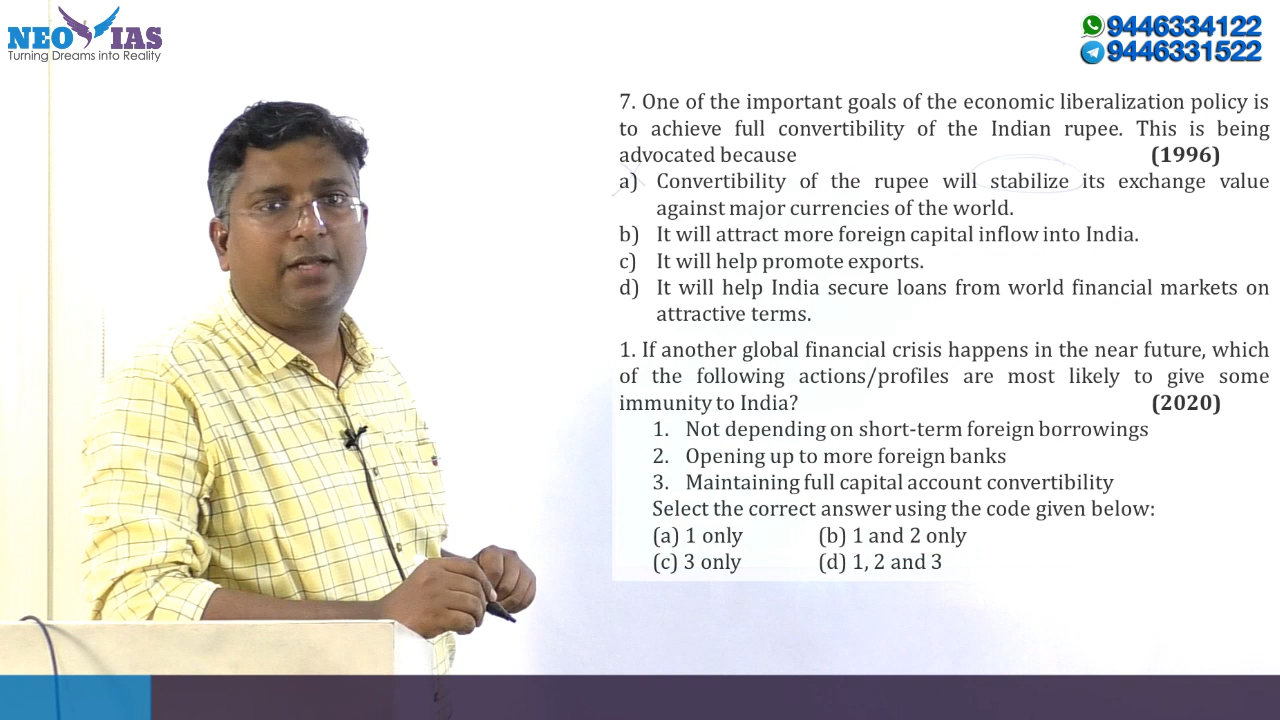 NEO IAS
Turning Dreams into Reality
9446334122
9446331522
7. One of the important goals of the economic liberalization policy is
to achieve full convertibility of the Indian rupee. This is being
advocated because (1996)
a) Convertibility of the rupee will stabilize its exchange value
against major currencies of the world.
b) It will attract more foreign capital inflow into India.
c) It will help promote exports.
d) It will help India secure loans from world financial markets on
attractive terms.
1. If another global financial crisis happens in the near future, which
of the following actions/profiles are most likely to give some
immunity to India? (2020)
1. Not depending on short-term foreign borrowings
2. Opening up to more foreign banks
3. Maintaining full capital account convertibility
Select the correct answer using the code given below:
(a) 1 only (b) 1 and 2 only
(c) 3 only (d) 1, 2 and 3